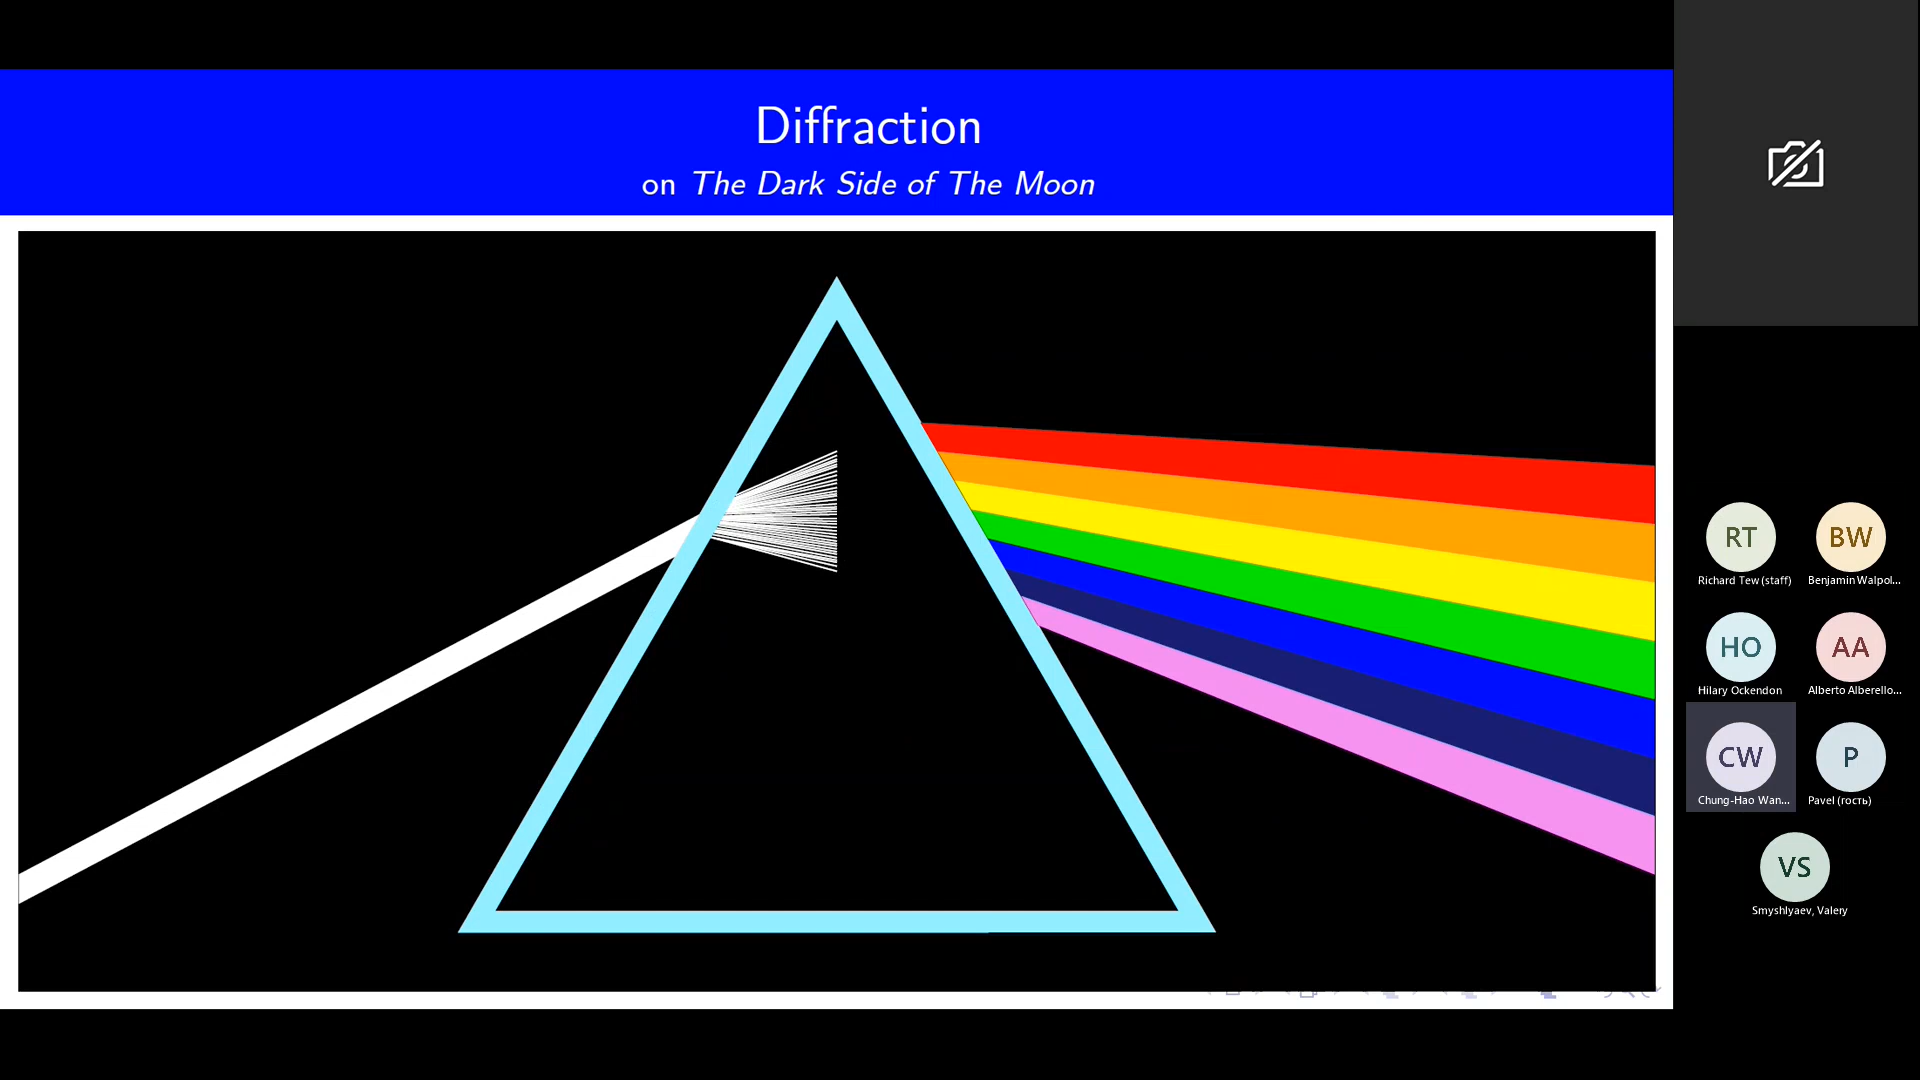 Diffraction
on The Dark Side of The Moon
RT
BW
Richard Tew (staff)
Benjamin Walpol...
HO
AA
Hilary Ockendon
Alberto Alberello...
CW
P
Chung-Hao Wan...
Pavel (гость)
VS
Smyshlyaev, Valery